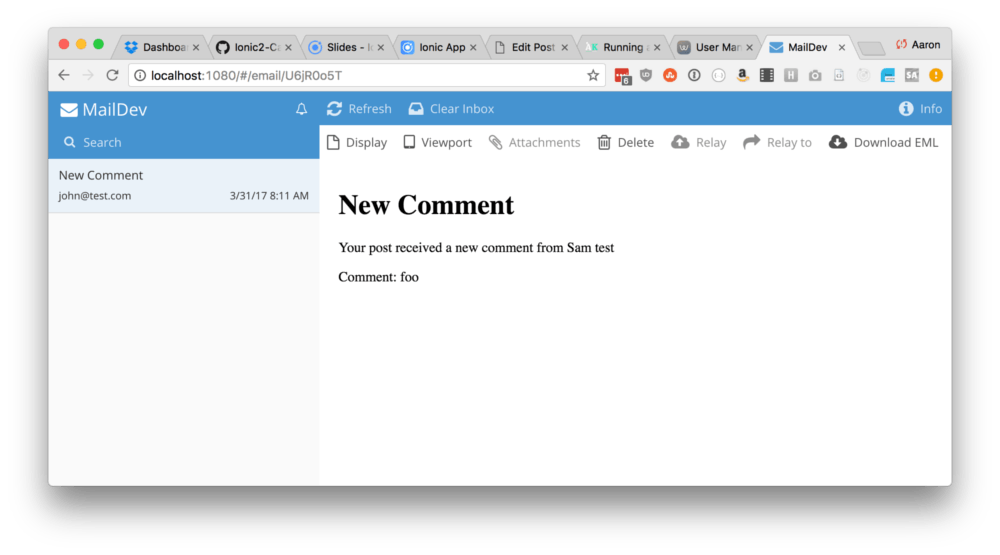 Dashboa
Ionic2-Ca
Slides - Io
Ionic App
Edit Post
Running a
User Man
MailDev
Aaron
localhost:1080/#/email/U6jR0o5T
6
MailDev
Refresh
Clear Inbox
Info
Search
Display
Viewport
Attachments
Delete
Relay
Relay to
Download EML
New Comment
john@test.com 3/31/17 8:11 AM
New Comment
Your post received a new comment from Sam test
Comment: foo